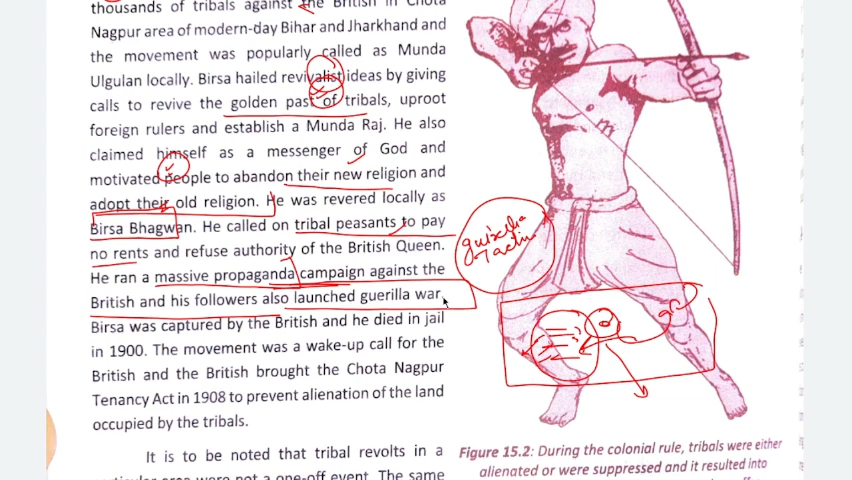 thousands of tribals against the British in Chota
Nagpur area of modern-day Bihar and Jharkhand and
the movement was popularly called as Munda
Ulgulan locally. Birsa hailed revivalist ideas by giving
calls to revive the golden past of tribals, uproot
foreign rulers and establish a Munda Raj. He also
claimed himself as a messenger of God and
motivated people to abandon their new religion and
adopt their old religion. He was revered locally as
Birsa Bhagwan. He called on tribal peasants to pay
no rents and refuse authority of the British Queen.
He ran a massive propaganda campaign against the
British and his followers also launched guerilla war.
Birsa was captured by the British and he died in jail
in 1900. The movement was a wake-up call for the
British and the British brought the Chota Nagpur
Tenancy Act in 1908 to prevent alienation of the land
occupied by the tribals.
It is to be noted that tribal revolts in a
particular area were not a one-off event. The same
Figure 15.2: During the colonial rule, tribals were either
alienated or were suppressed and it resulted into